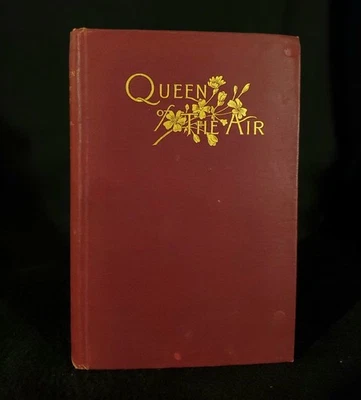 QUEEN
of THE AIR